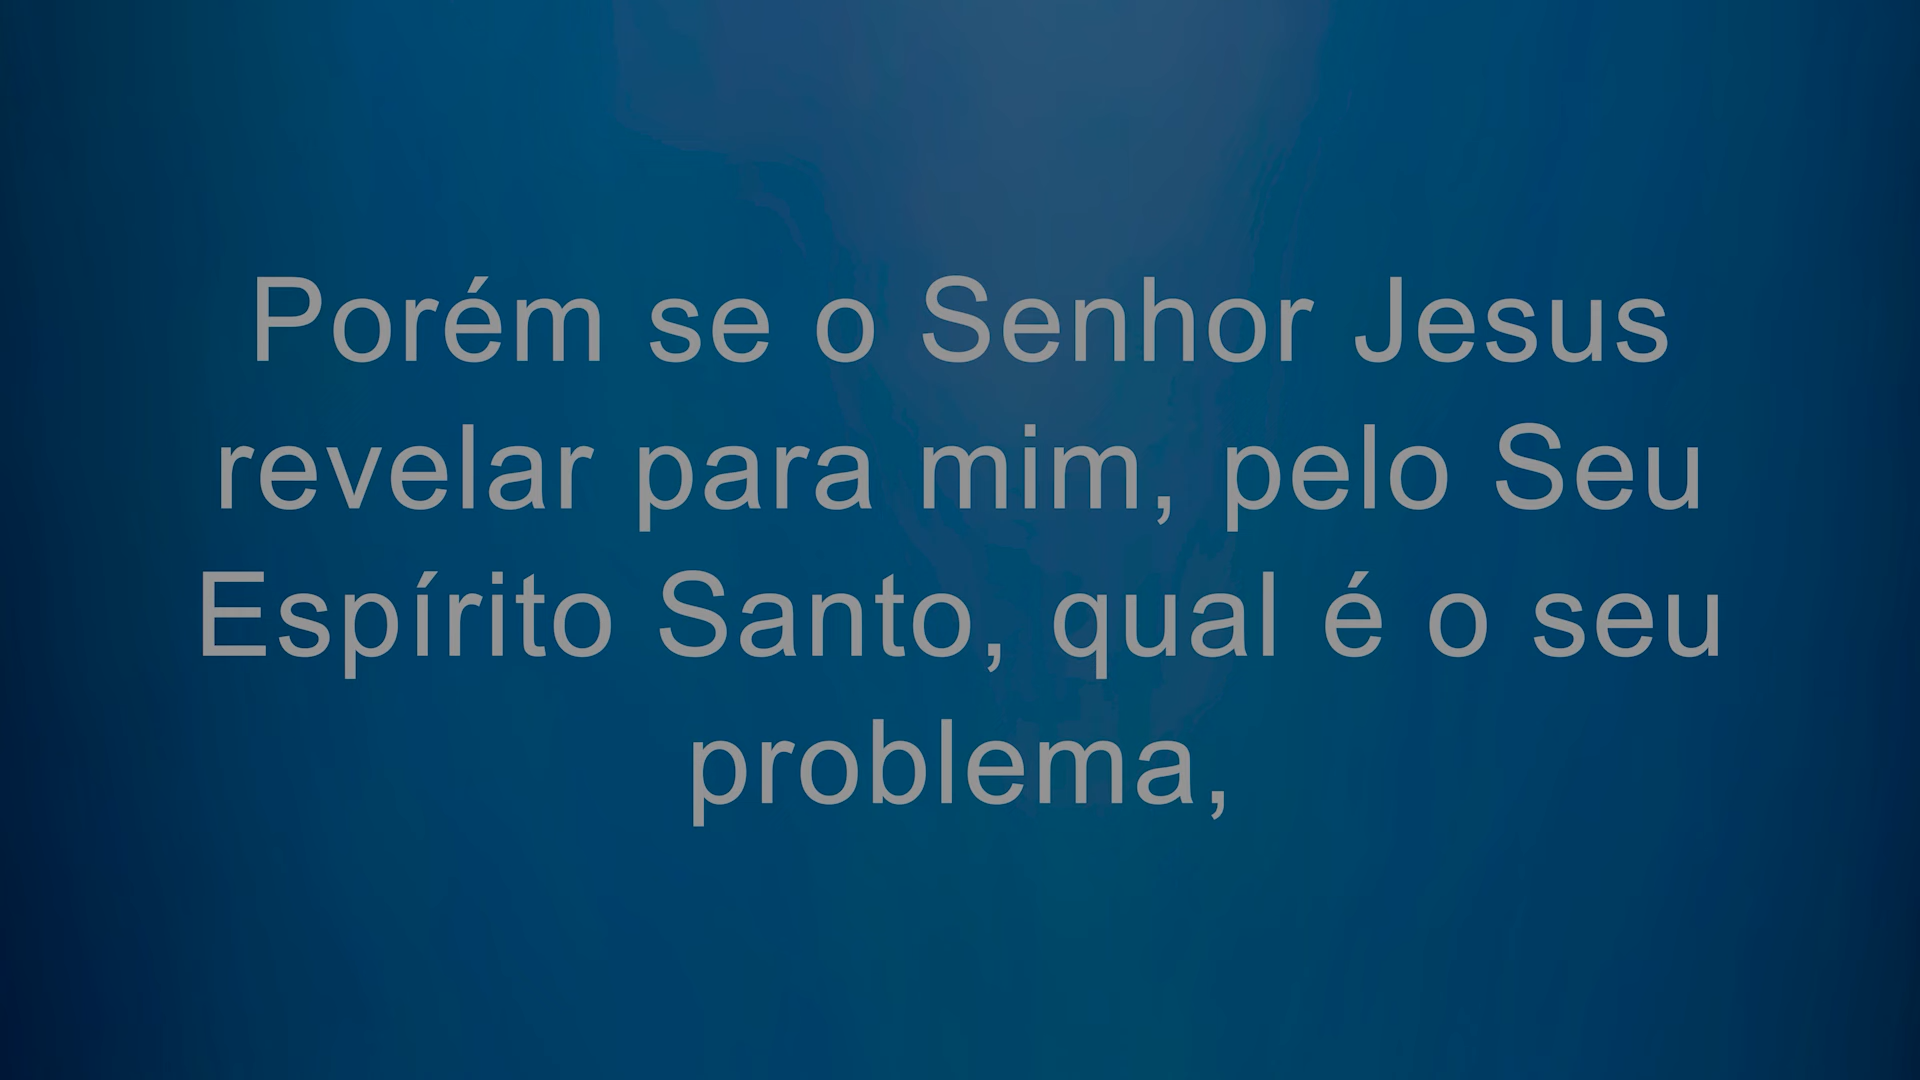 Porém se o Senhor Jesus
revelar para mim, pelo Seu
Espírito Santo, qual é o seu
problema,